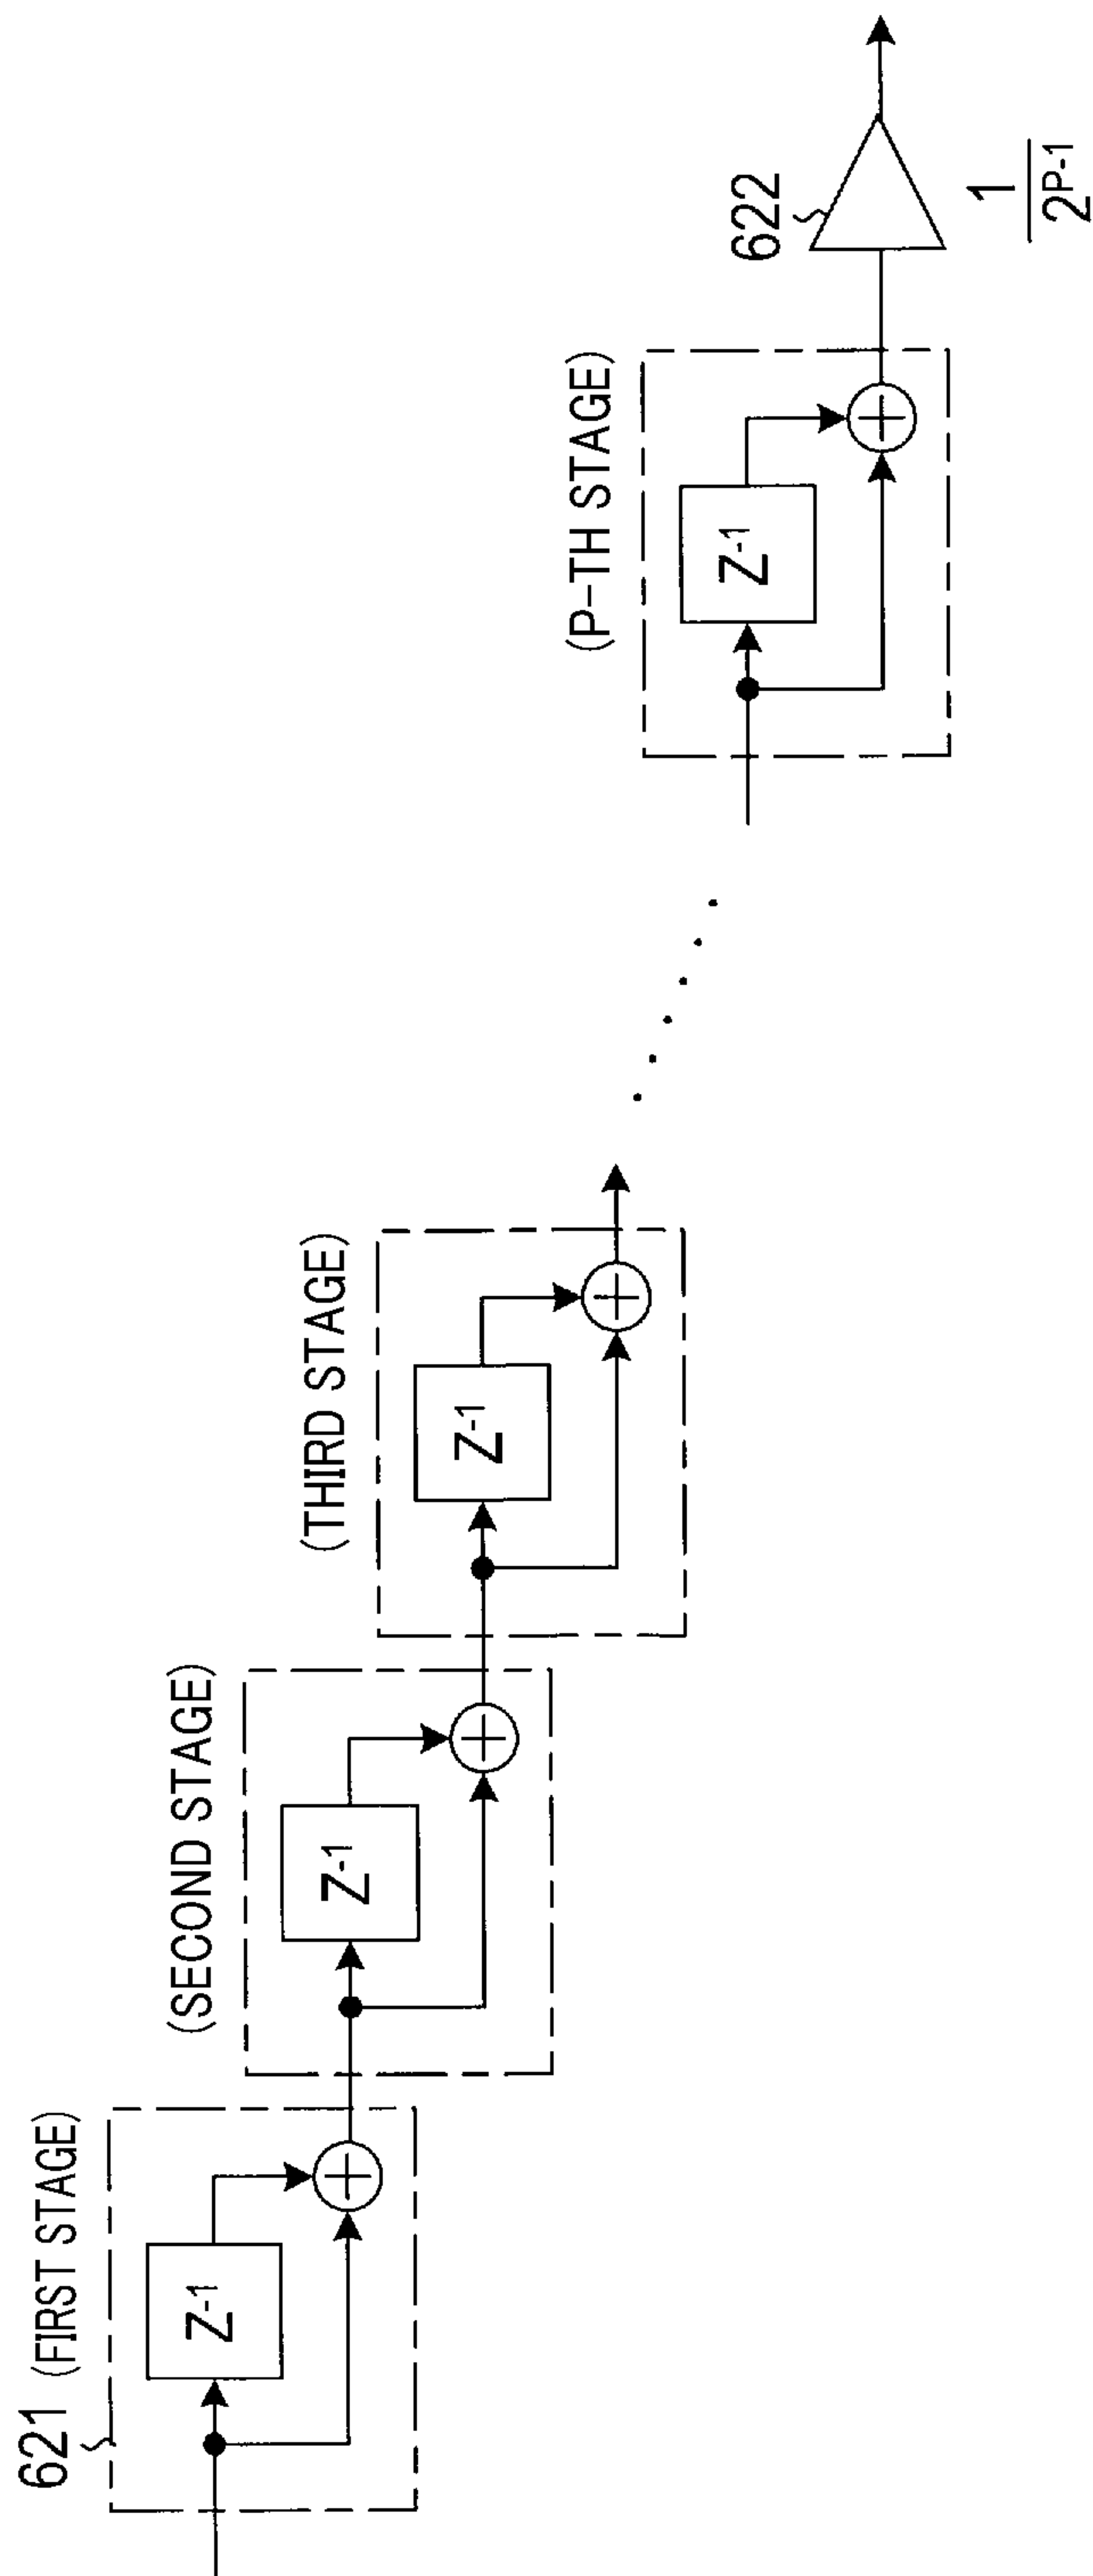 621 (FIRST STAGE)
Z-1
(SECOND STAGE)
Z-1
(THIRD STAGE)
Z-1
(P-TH STAGE)
Z-1
622
1
2P-1